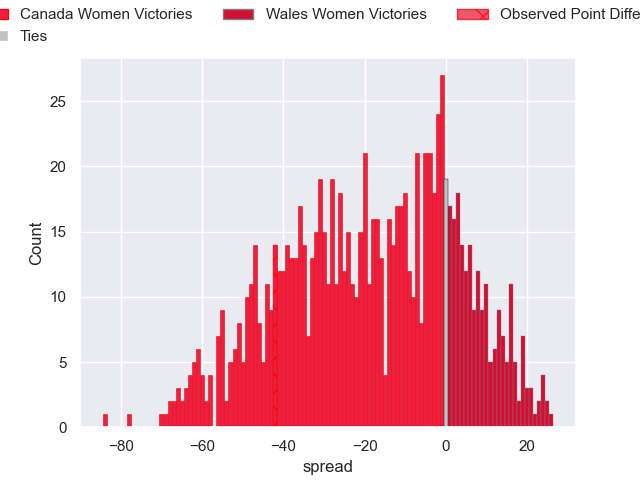 Canada Women Victories Wales Women Victories Observed Point Diffe
Ties
25
20
15
10
5
0
Count
−80 −60 −40 −20 0 20
spread